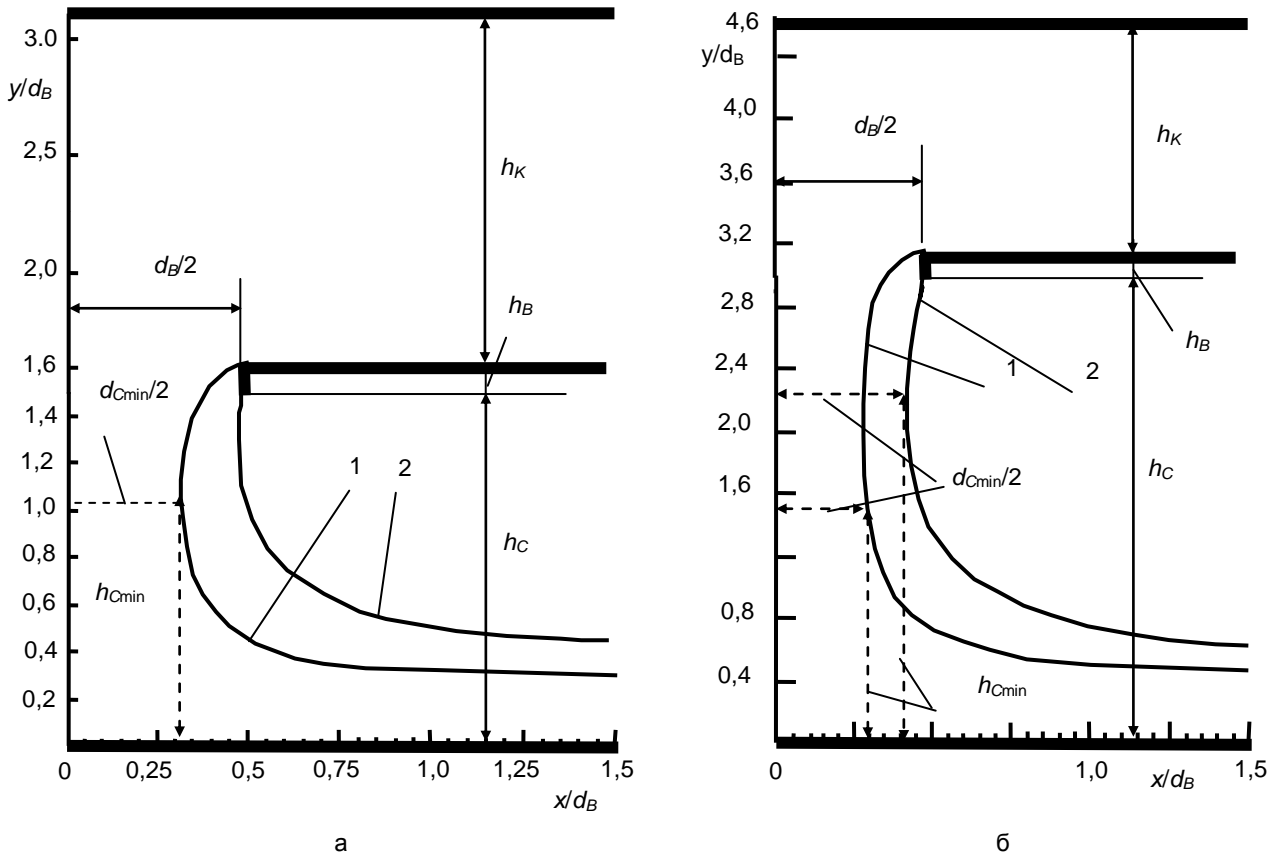 3.0
y/dB
2,5
hK
2,0
dB/2
hB
1,6
dCmin/2
1,4
1,2
1
2
1,0
hC
0,8
hCmin
0,6
0,4
0,2
0
0,25
0,5
0,75
1,0
1,25
1,5
x/dB
а
4,6
y/dB
4,0
dB/2
hK
3,6
3,2
2,8
hB
2,4
1
2
2,0
dCmin/2
hC
1,6
0,8
hCmin
0,4
0
1,0
x/dB
1,5
б